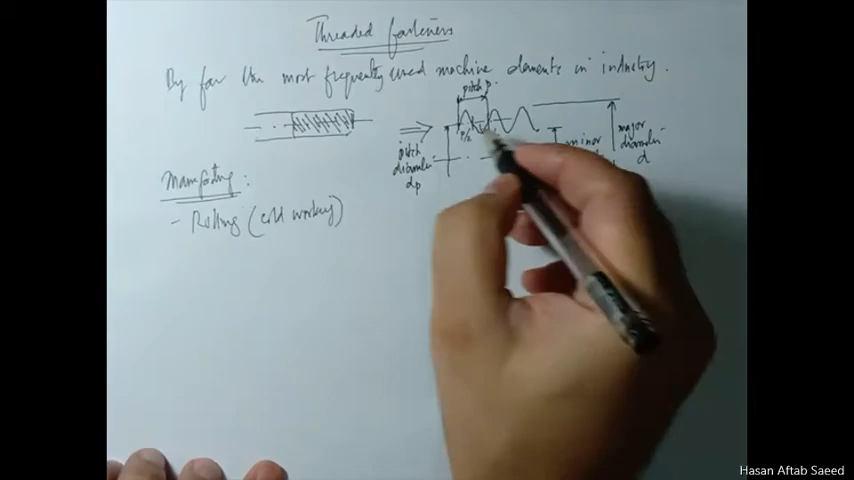 Threaded fasteners
By far the most frequently used machine elements in industry.
pitch p
P/2
pitch
diameter
dp
minor
major
diameter
d
Manufacturing :
- Rolling (cold working)
Hasan Aftab Saeed